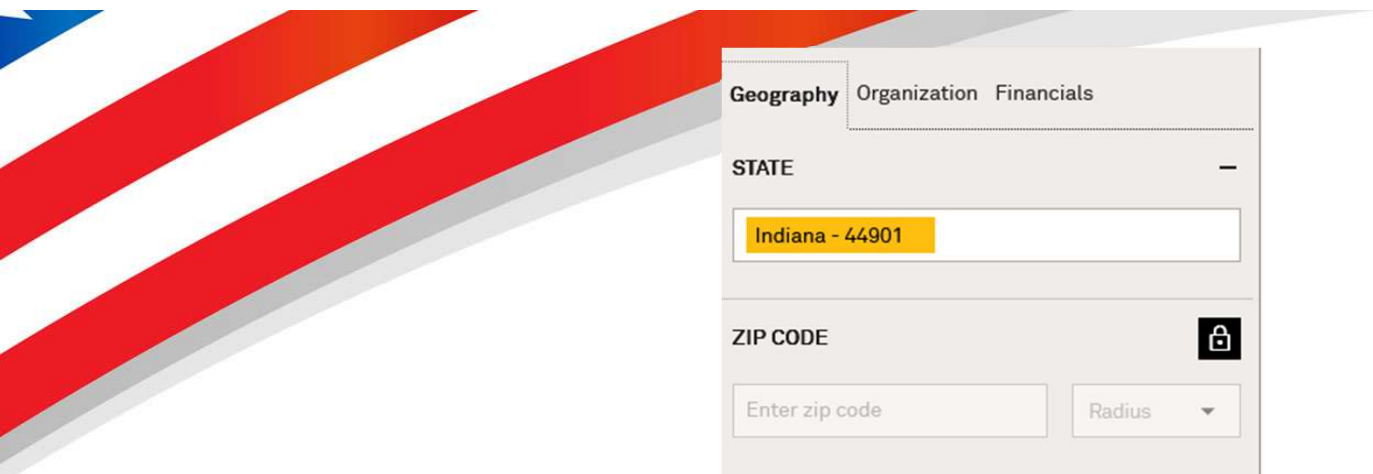 Geography Organization Financials
STATE
Indiana - 44901
ZIP CODE
Enter zip code Radius